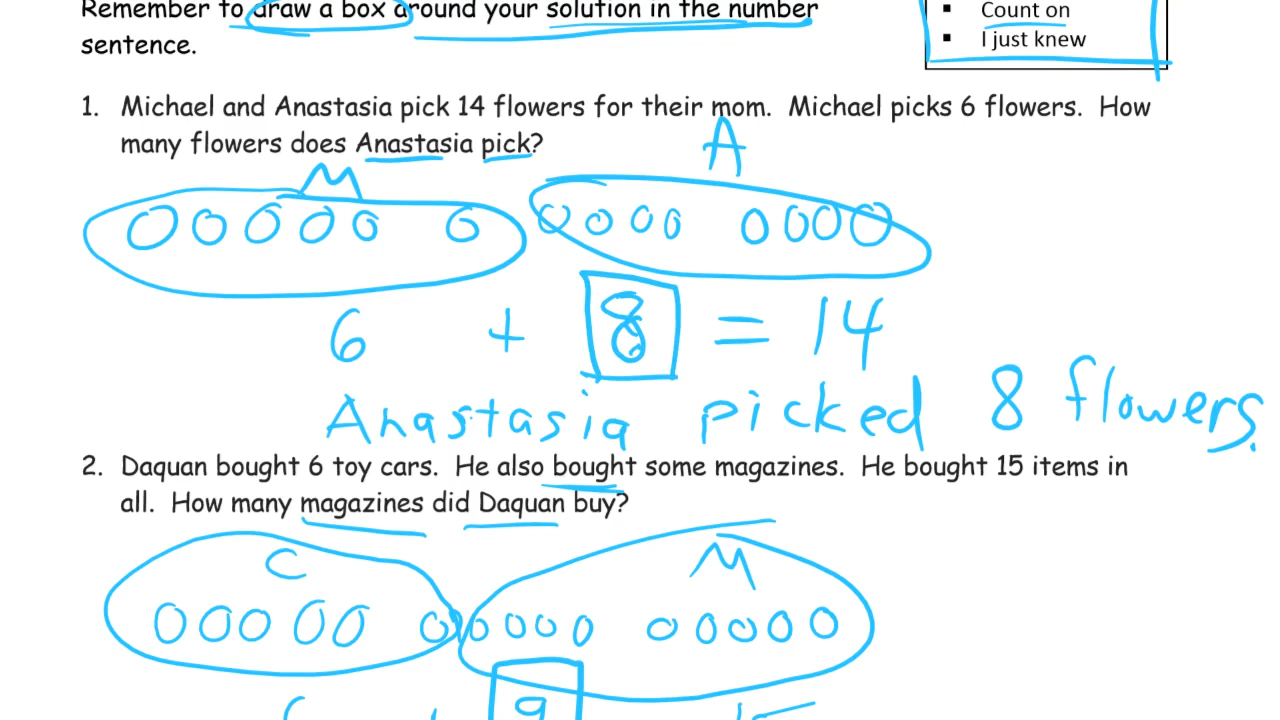 Remember to draw a box around your solution in the number
sentence.
▪ Count on
▪ I just knew
1. Michael and Anastasia pick 14 flowers for their mom. Michael picks 6 flowers. How
many flowers does Anastasia pick?
M A
6 + 8 = 14
Anastasia picked 8 flowers.
2. Daquan bought 6 toy cars. He also bought some magazines. He bought 15 items in
all. How many magazines did Daquan buy?
C M
9